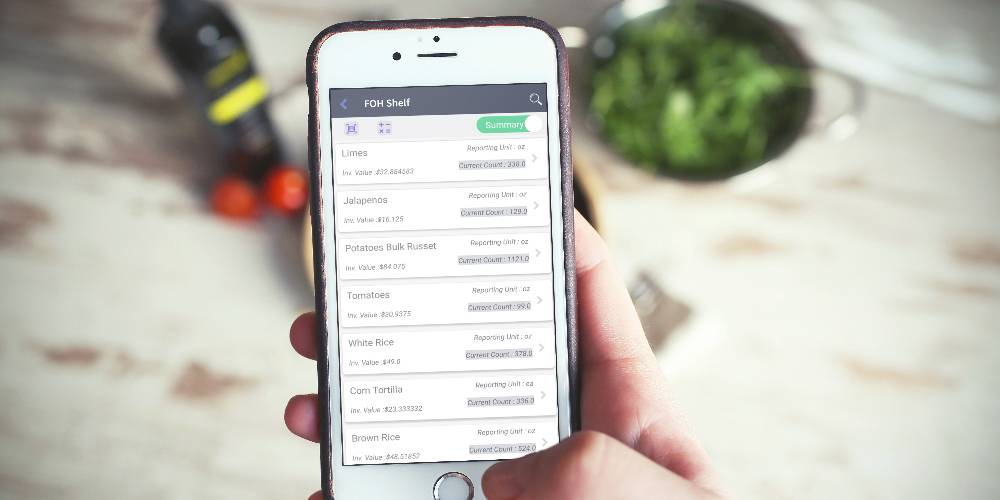 FOH Shelf
Summary
Limes
Reporting Unit : oz
Inv. Value :$32.884583
Current Count : 338.0
Jalapenos
Reporting Unit : oz
Inv. Value :$16.125
Current Count : 129.0
Potatoes Bulk Russet
Reporting Unit : oz
Inv. Value :$84.075
Current Count : 1121.0
Tomatoes
Reporting Unit : oz
Inv. Value :$20.9375
Current Count : 99.0
White Rice
Reporting Unit : oz
Inv. Value :$49.0
Current Count : 378.0
Corn Tortilla
Reporting Unit : ea
Inv. Value :$23.333332
Current Count : 336.0
Brown Rice
Reporting Unit : oz
Inv. Value :$48.51852
Current Count : 524.0